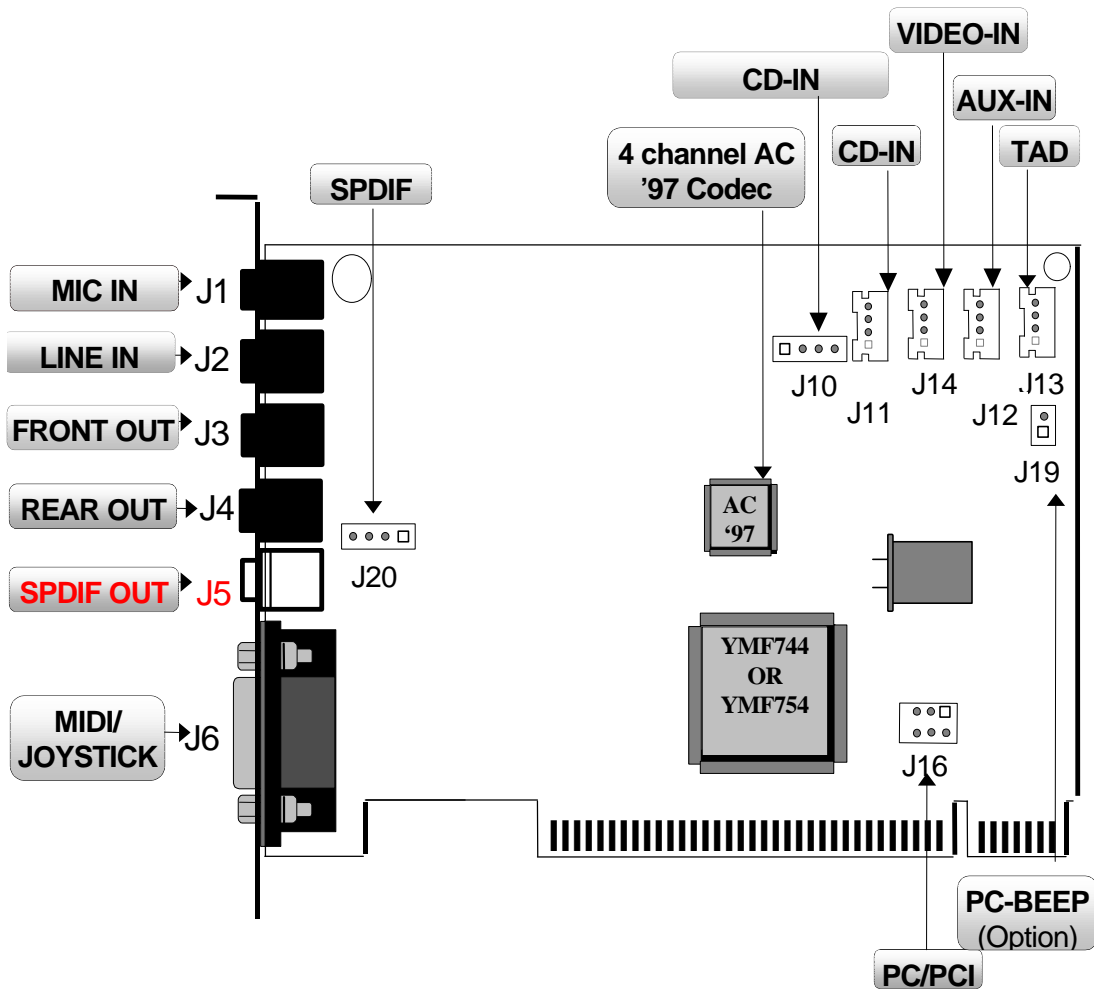 VIDEO-IN
CD-IN
AUX-IN
4 channel AC
’97 Codec
CD-IN
TAD
SPDIF
MIC IN
J1
LINE IN
J2
FRONT OUT
J3
REAR OUT
J4
SPDIF OUT
J5
MIDI/
JOYSTICK
J6
J20
J10
J11
J14
J12
J13
J19
AC
‘97
YMF744
OR
YMF754
J16
PC-BEEP
(Option)
PC/PCI